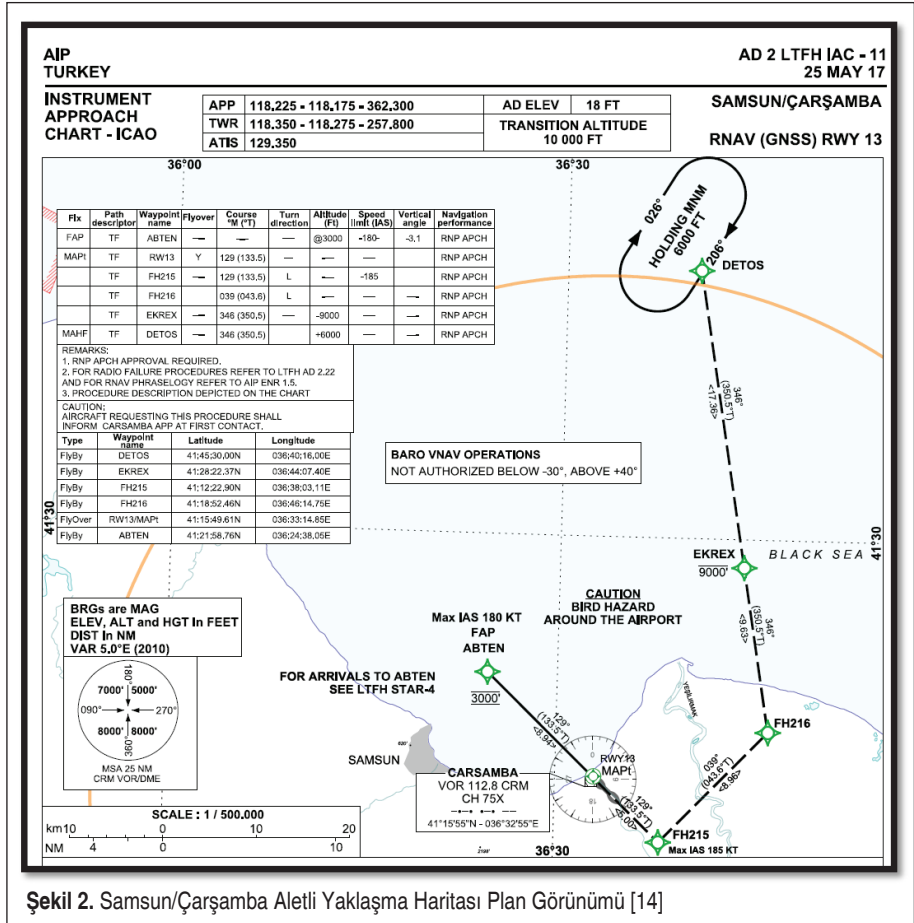 AIP
TURKEY
AD 2 LTFH IAC - 11
25 MAY 17
INSTRUMENT
APPROACH
CHART - ICAO
APP 118.225 - 118.175 - 362.300
TWR 118.350 - 118.275 - 257.800
ATIS 129.350
AD ELEV 18 FT
TRANSITION ALTITUDE
10 000 FT
SAMSUN/ÇARŞAMBA
RNAV (GNSS) RWY 13
36°00 36°30
Fix Path descriptor Waypoint name Flyover Course °M (°T) Turn direction Altitude (Ft) Speed limit (IAS) Vertical angle Navigation performance
FAP TF ABTEN — — — @3000 -180- -3.1 RNP APCH
MAPt TF RW13 Y 129 (133.5) — — — RNP APCH
TF FH215 — 129 (133.5) L — -185 RNP APCH
TF FH216 039 (043.6) L — — — RNP APCH
TF EKREX — 346 (350.5) — -9000 — — RNP APCH
MAHF TF DETOS — 346 (350.5) +6000 — — RNP APCH
REMARKS:
1. RNP APCH APPROVAL REQUIRED.
2. FOR RADIO FAILURE PROCEDURES REFER TO LTFH AD 2.22
AND FOR RNAV PHRASELOGY REFER TO AIP ENR 1.5.
3. PROCEDURE DESCRIPTION DEPICTED ON THE CHART
CAUTION;
AIRCRAFT REQUESTING THIS PROCEDURE SHALL
INFORM CARSAMBA APP AT FIRST CONTACT.
Type Waypoint name Latitude Longitude
FlyBy DETOS 41;45;30,00N 036;40;16,00E
FlyBy EKREX 41;28;22.37N 036;44;07.40E
FlyBy FH215 41;12;22,90N 036;38;03,11E
FlyBy FH216 41;18;52,46N 036;46;14,75E
FlyOver RW13/MAPt 41;15;49.61N 036;33;14.85E
FlyBy ABTEN 41;21;58,76N 036;24;38,05E
026°
HOLDING MNM
6000 FT
206°
DETOS
346°
(350.5°T)
<17.36>
BARO VNAV OPERATIONS
NOT AUTHORIZED BELOW -30°, ABOVE +40°
41°30
41°30
EKREX
9000'
BLACK SEA
346°
(350.5°T)
<9.63>
CAUTION
BIRD HAZARD
AROUND THE AIRPORT
BRGs are MAG
ELEV, ALT and HGT In FEET
DIST In NM
VAR 5.0°E (2010)
180°
7000' 5000'
090° 270°
8000' 8000'
360°
MSA 25 NM
CRM VOR/DME
Max IAS 180 KT
FAP
ABTEN
FOR ARRIVALS TO ABTEN
SEE LTFH STAR-4
3000'
129°
(133.5°T)
<8.94>
YEŞİLIRMAK
FH216
SAMSUN
RWY13
MAPt
CARSAMBA
VOR 112.8 CRM
CH 75X
41°15'55"N - 036°32'55"E
129°
(133.5°T)
<5.00>
039°
(043.6°T)
<8.96>
FH215
Max IAS 185 KT
SCALE : 1 / 500.000
km10 0 10 20
NM 4 0 10
36°30
Şekil 2. Samsun/Çarşamba Aletli Yaklaşma Haritası Plan Görünümü [14]